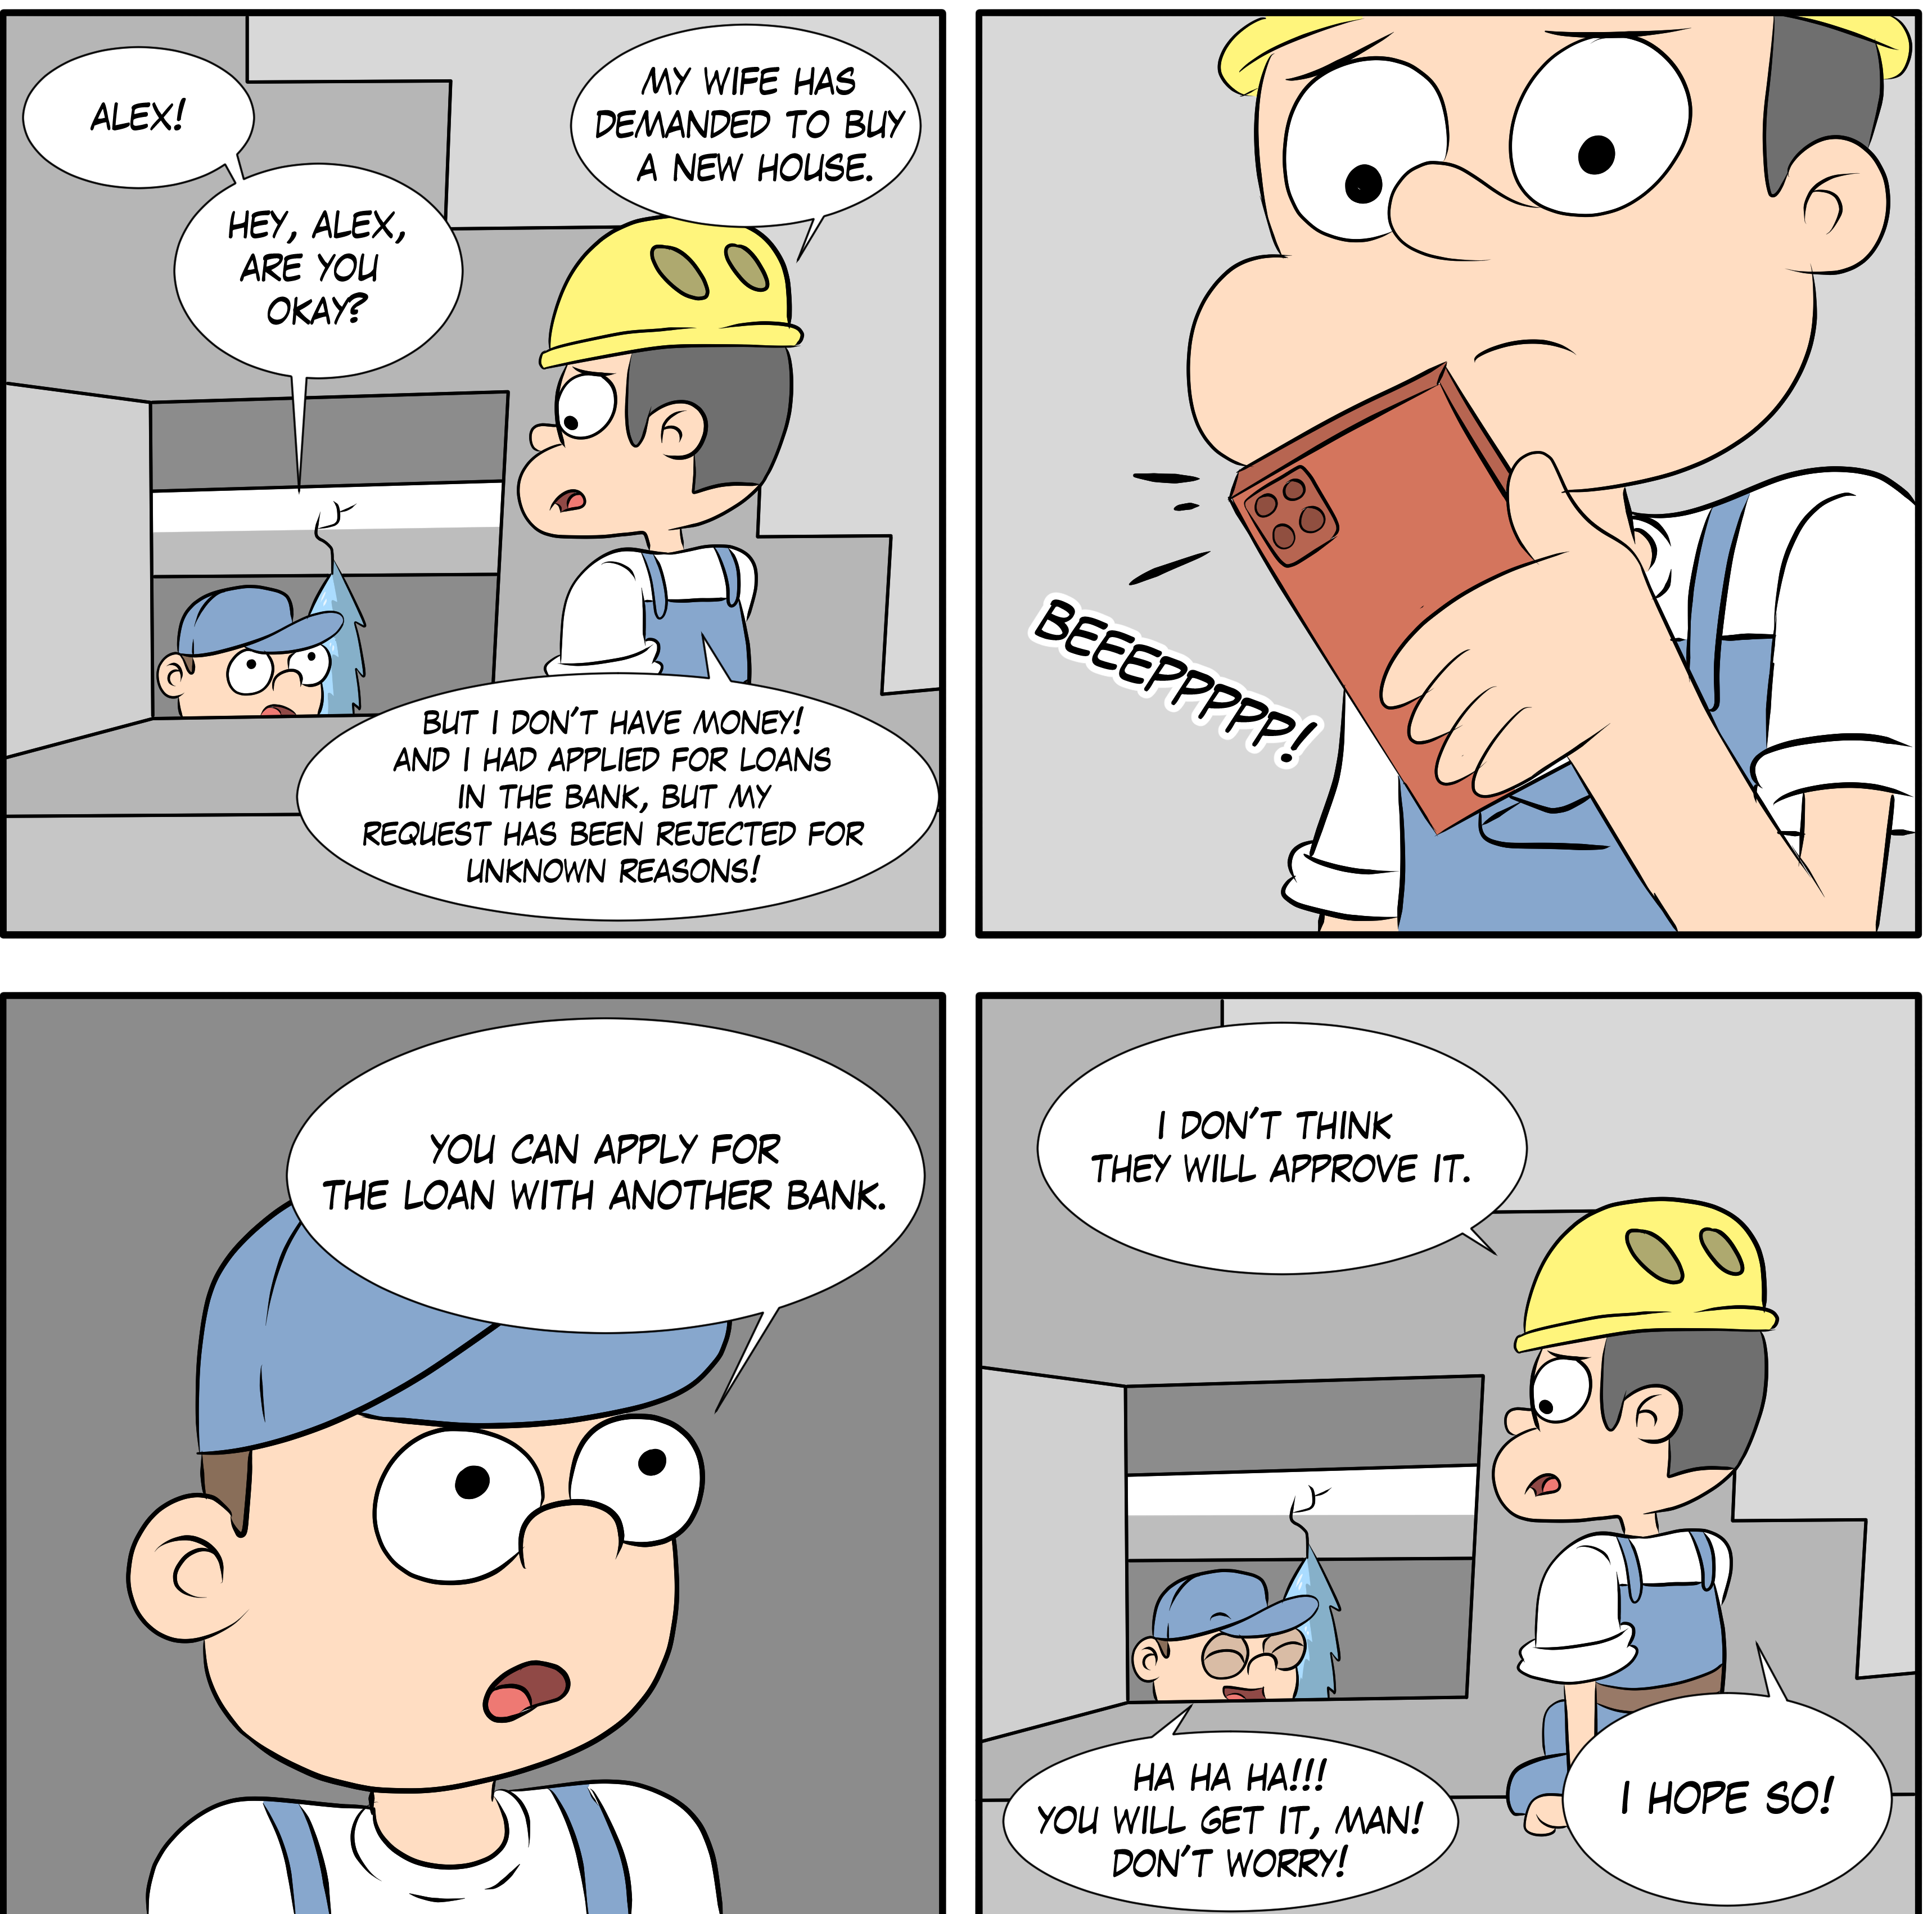 ALEX!
HEY, ALEX,
ARE YOU
OKAY?
MY WIFE HAS
DEMANDED TO BUY
A NEW HOUSE.
BUT I DON'T HAVE MONEY!
AND I HAD APPLIED FOR LOANS
IN THE BANK, BUT MY
REQUEST HAS BEEN REJECTED FOR
UNKNOWN REASONS!
BEEEPPPPP!
YOU CAN APPLY FOR
THE LOAN WITH ANOTHER BANK.
I DON'T THINK
THEY WILL APPROVE IT.
HA HA HA!!!
YOU WILL GET IT, MAN!
DON'T WORRY!
I HOPE SO!